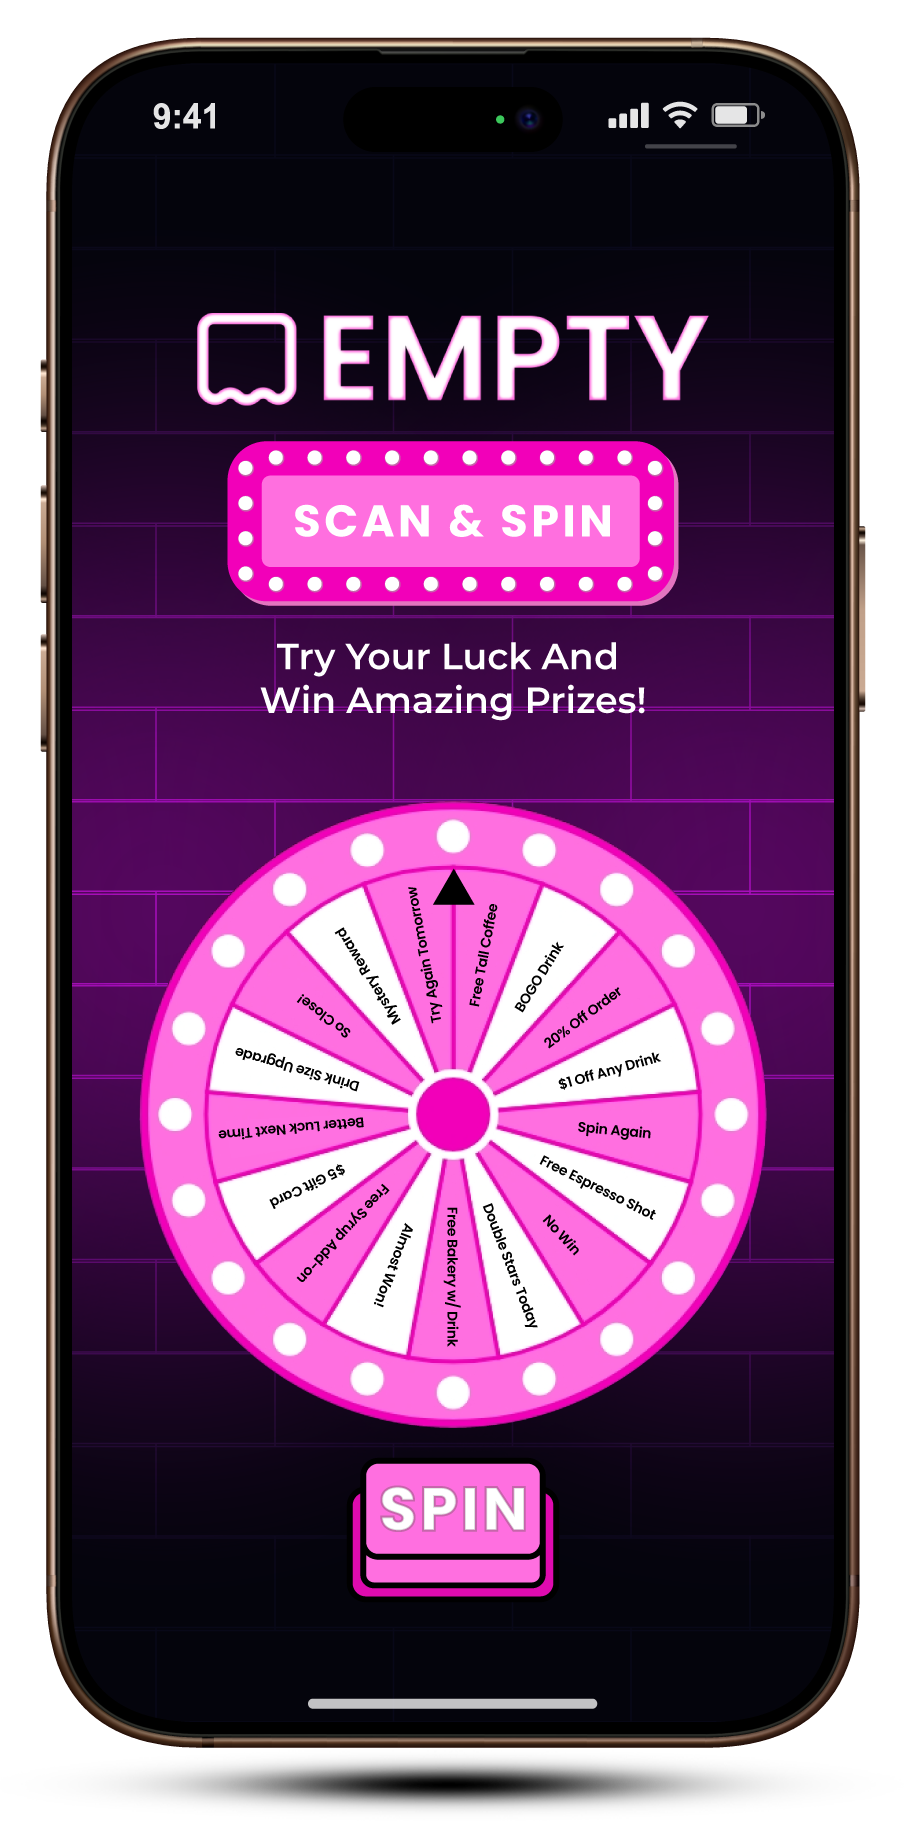 9:41
EMPTY
SCAN & SPIN
Try Your Luck And
Win Amazing Prizes!
Free Tall Coffee
BOGO Drink
20% Off Order
$1 Off Any Drink
Spin Again
Free Espresso Shot
No Win
Double Stars Today
Free Bakery w/ Drink
Almost Won!
Free Syrup Add-on
$5 Gift Card
Better Luck Next Time
Drink Size Upgrade
So Close!
Mystery Reward
Try Again Tomorrow
SPIN